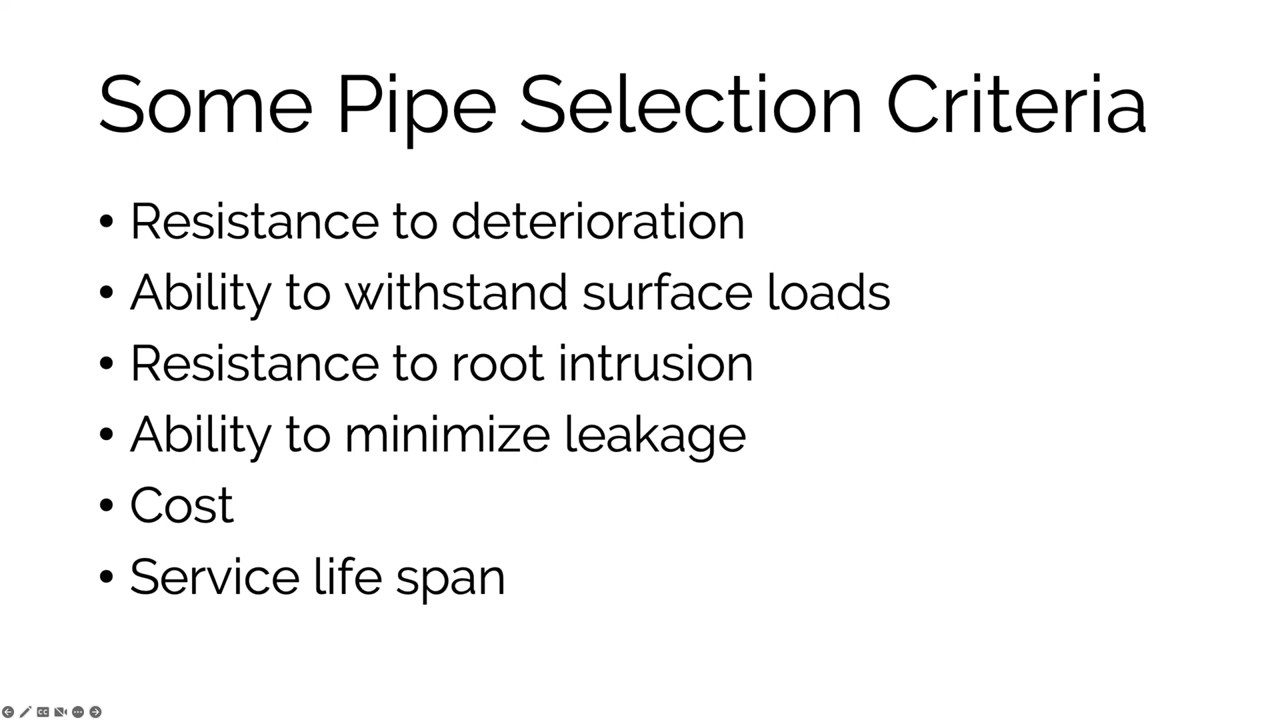 Some Pipe Selection Criteria
• Resistance to deterioration
• Ability to withstand surface loads
• Resistance to root intrusion
• Ability to minimize leakage
• Cost
• Service life span
CC